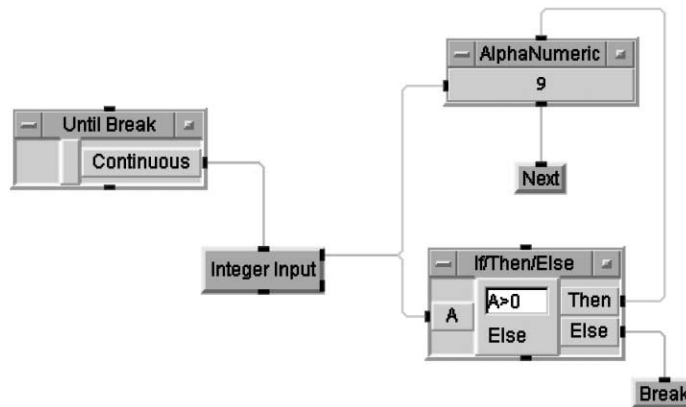 AlphaNumeric
9
Until Break
Continuous
Next
Integer Input
If/Then/Else
A
A>0
Then
Else
Else
Break